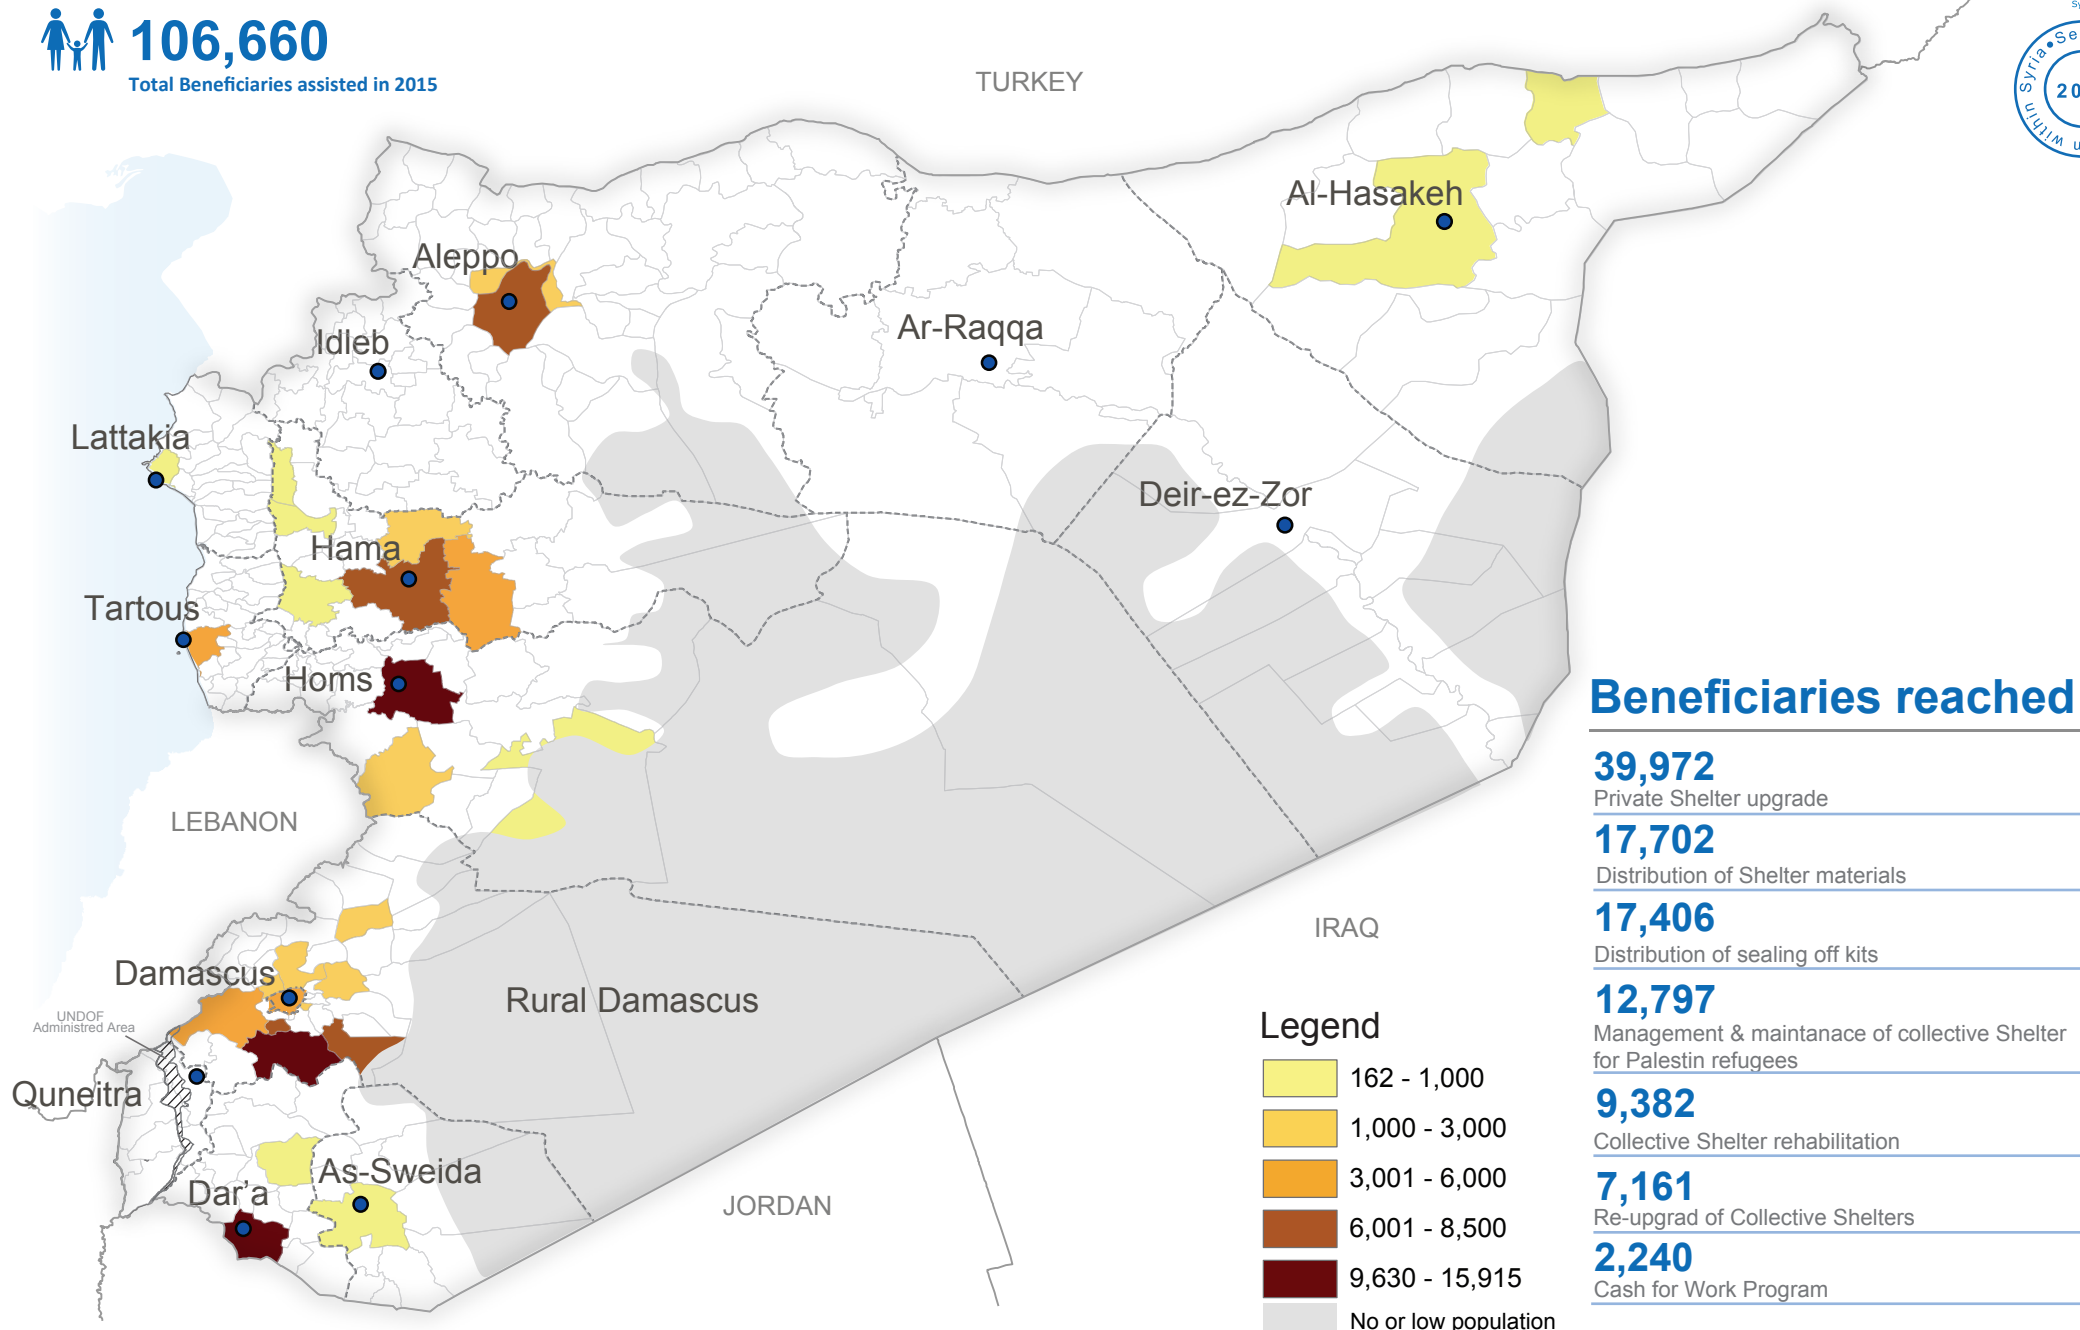 106,660
Total Beneficiaries assisted in 2015
TURKEY
Al-Hasakeh
Aleppo
Ar-Raqqa
Idleb
Lattakia
Deir-ez-Zor
Hama
Tartous
Homs
LEBANON
IRAQ
Damascus
Rural Damascus
UNDOF
Administred Area
Quneitra
As-Sweida
Dar'a
JORDAN
Legend
162 - 1,000
1,000 - 3,000
3,001 - 6,000
6,001 - 8,500
9,630 - 15,915
No or low population
Beneficiaries reached
39,972
Private Shelter upgrade
17,702
Distribution of Shelter materials
17,406
Distribution of sealing off kits
12,797
Management & maintanace of collective Shelter
for Palestin refugees
9,382
Collective Shelter rehabilitation
7,161
Re-upgrad of Collective Shelters
2,240
Cash for Work Program
within Syria